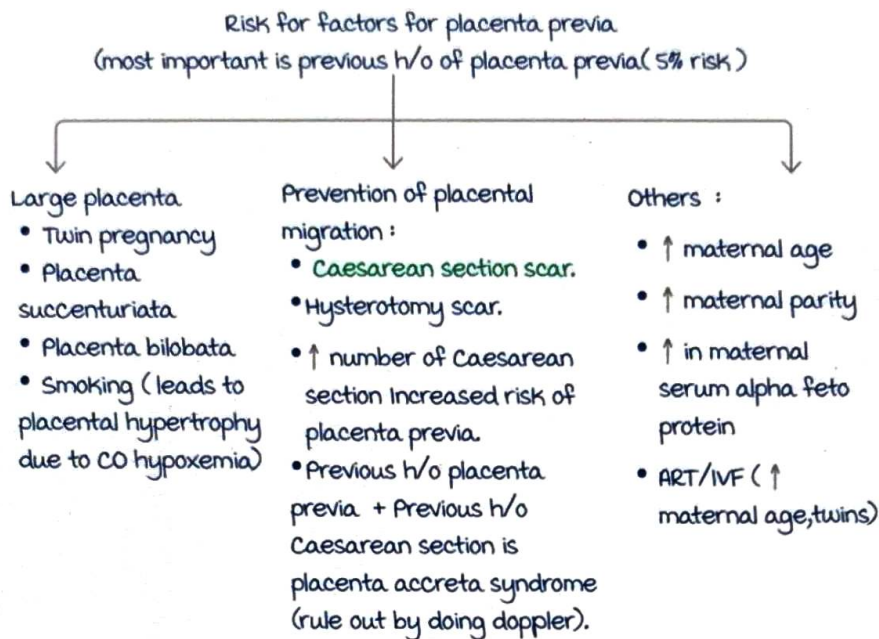 Risk for factors for placenta previa
(most important is previous h/o of placenta previa(5% risk)
Large placenta
• Twin pregnancy
• Placenta
succenturiata
• Placenta bilobata
• Smoking (leads to
placental hypertrophy
due to CO hypoxemia)
Prevention of placental
migration :
• Caesarean section scar.
• Hysterotomy scar.
• ↑ number of Caesarean
section Increased risk of
placenta previa.
• Previous h/o placenta
previa + Previous h/o
Caesarean section is
placenta accreta syndrome
(rule out by doing doppler).
Others :
• ↑ maternal age
• ↑ maternal parity
• ↑ in maternal
serum alpha feto
protein
• ART/IVF ( ↑
maternal age,twins)